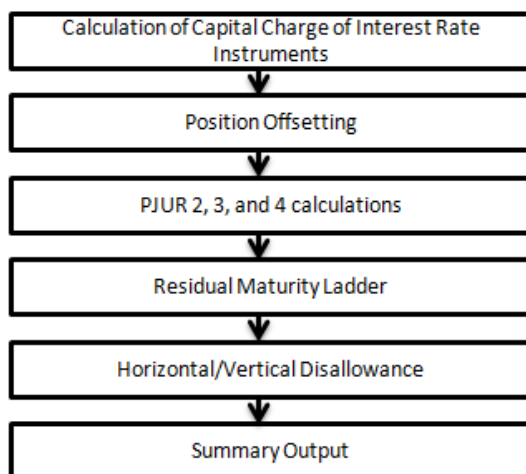 Calculation of Capital Charge of Interest Rate
Instruments
Position Offsetting
PJUR 2, 3, and 4 calculations
Residual Maturity Ladder
Horizontal/Vertical Disallowance
Summary Output